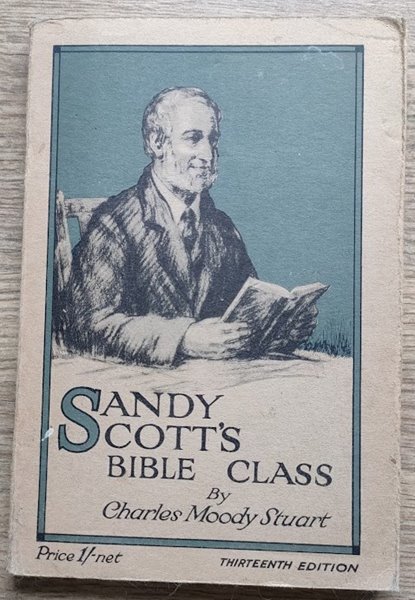 SANDY
SCOTT'S
BIBLE CLASS
By
Charles Moody Stuart
Price 1/- net
THIRTEENTH EDITION